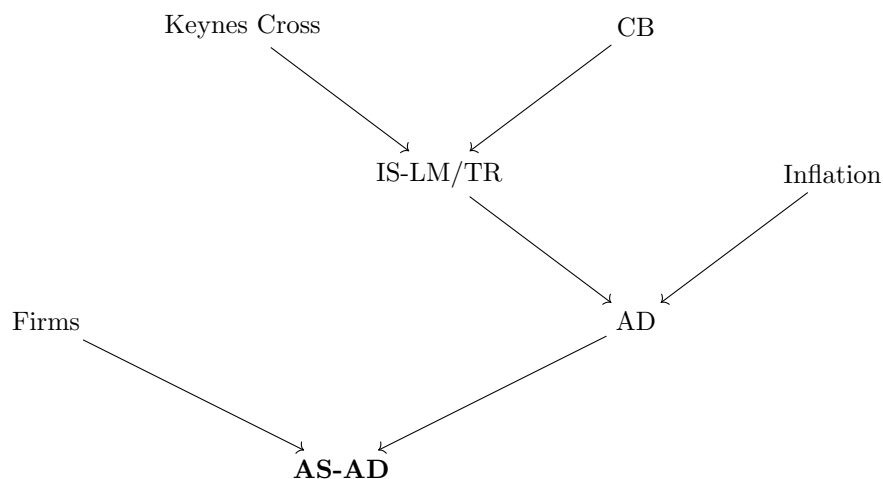 Keynes Cross
CB
IS-LM/TR
Inflation
Firms
AD
AS-AD